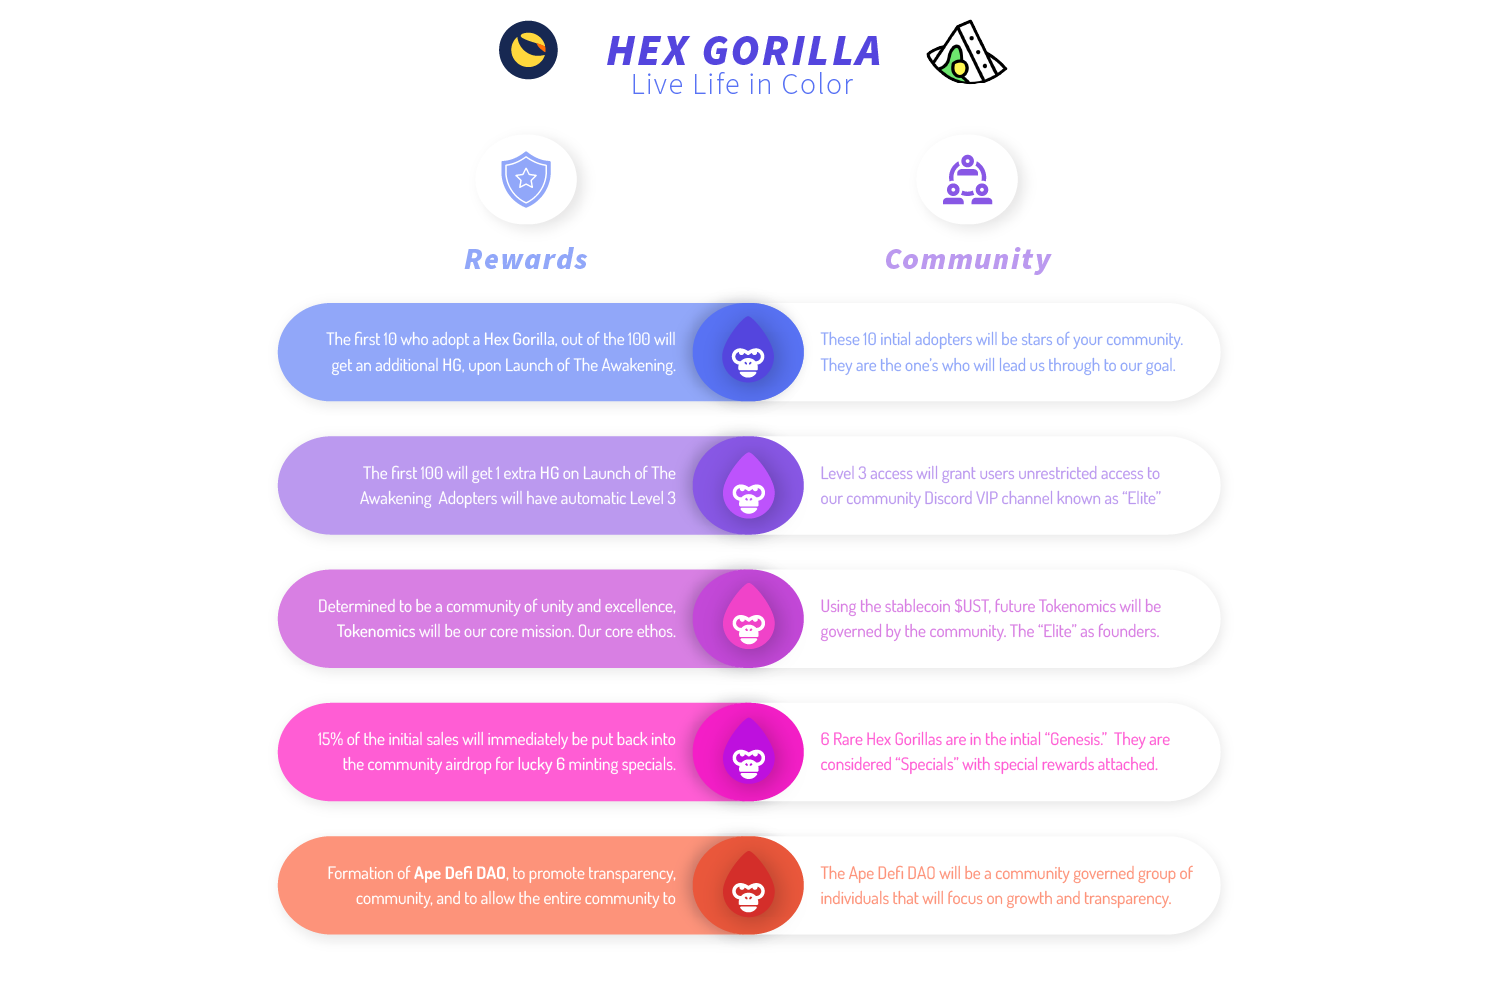 HEX GORILLA
Live Life in Color
Rewards
Community
The first 10 who adopt a Hex Gorilla, out of the 100 will
get an additional HG, upon Launch of The Awakening.
These 10 intial adopters will be stars of your community.
They are the one's who will lead us through to our goal.
The first 100 will get 1 extra HG on Launch of The
Awakening  Adopters will have automatic Level 3
Level 3 access will grant users unrestricted access to
our community Discord VIP channel known as “Elite”
Determined to be a community of unity and excellence,
Tokenomics will be our core mission. Our core ethos.
Using the stablecoin $UST, future Tokenomics will be
governed by the community. The “Elite” as founders.
15% of the initial sales will immediately be put back into
the community airdrop for lucky 6 minting specials.
6 Rare Hex Gorillas are in the intial “Genesis.”  They are
considered “Specials” with special rewards attached.
Formation of Ape Defi DAO, to promote transparency,
community, and to allow the entire community to
The Ape Defi DAO will be a community governed group of
individuals that will focus on growth and transparency.